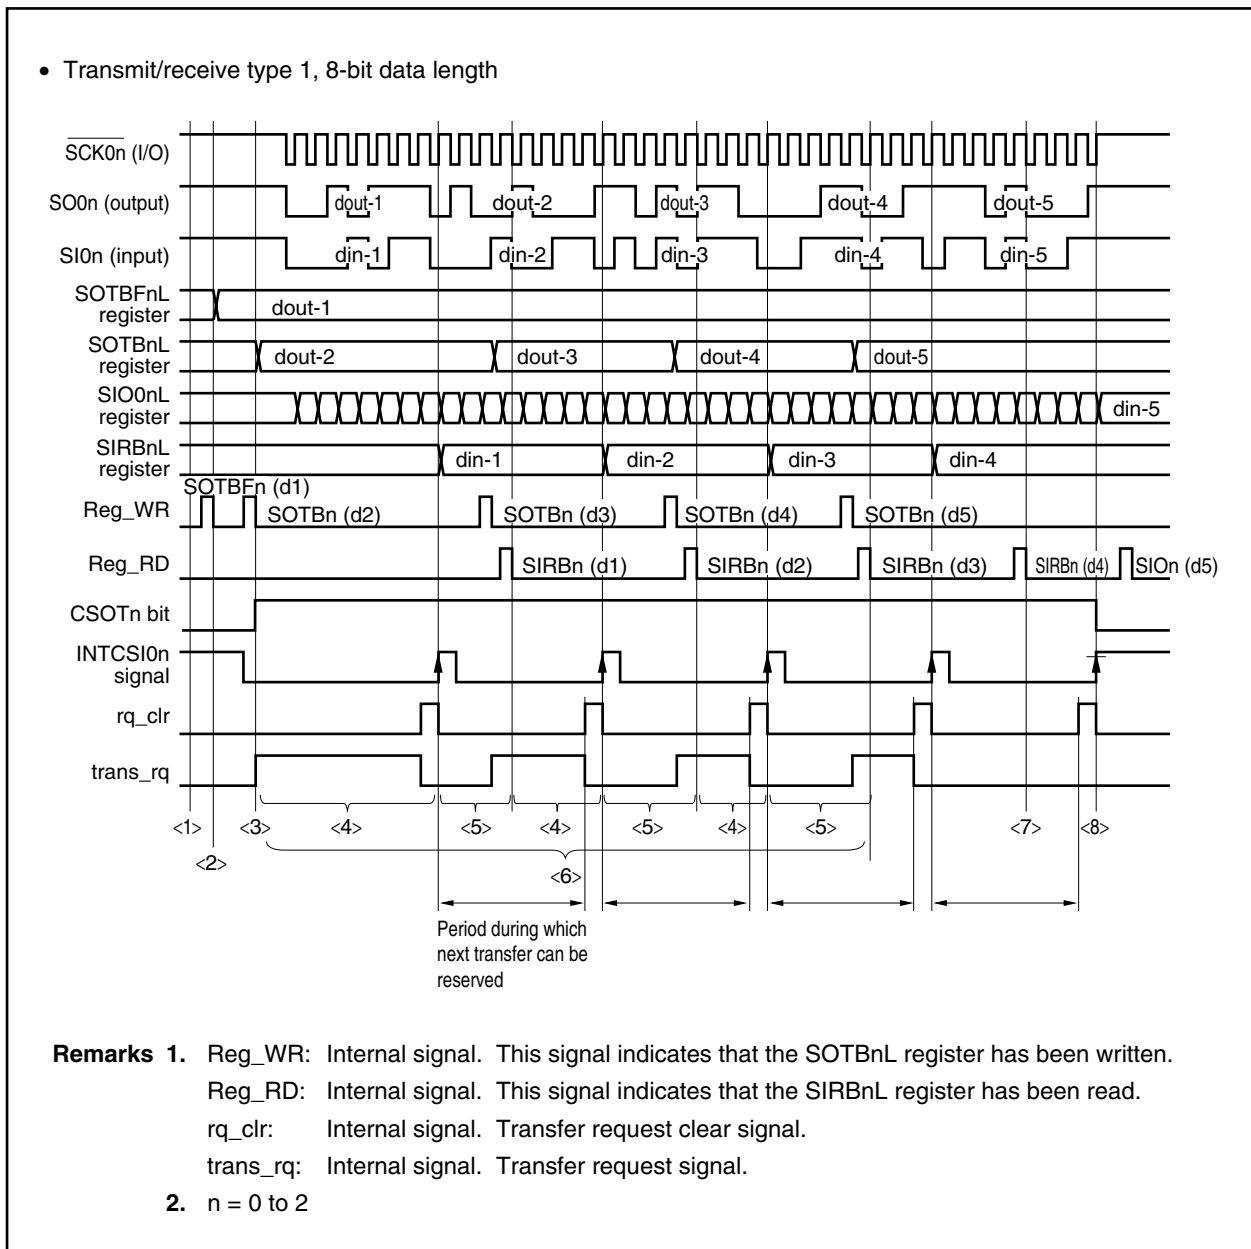 • Transmit/receive type 1, 8-bit data length
SCK0n (I/O)
SO0n (output)
dout-1 dout-2 dout-3 dout-4 dout-5
SI0n (input)
din-1 din-2 din-3 din-4 din-5
SOTBFnL
register
dout-1
SOTBnL
register
dout-2 dout-3 dout-4 dout-5
SIO0nL
register
din-5
SIRBnL
register
din-1 din-2 din-3 din-4
SOTBFn (d1)
Reg_WR
SOTBn (d2) SOTBn (d3) SOTBn (d4) SOTBn (d5)
Reg_RD
SIRBn (d1) SIRBn (d2) SIRBn (d3) SIRBn (d4) SIOn (d5)
CSOTn bit
INTCSI0n
signal
rq_clr
trans_rq
<1> <3> <4> <5> <4> <5> <4> <5> <7> <8>
<2>
<6>
Period during which
next transfer can be
reserved
Remarks 1. Reg_WR: Internal signal. This signal indicates that the SOTBnL register has been written.
Reg_RD: Internal signal. This signal indicates that the SIRBnL register has been read.
rq_clr: Internal signal. Transfer request clear signal.
trans_rq: Internal signal. Transfer request signal.
2. n = 0 to 2